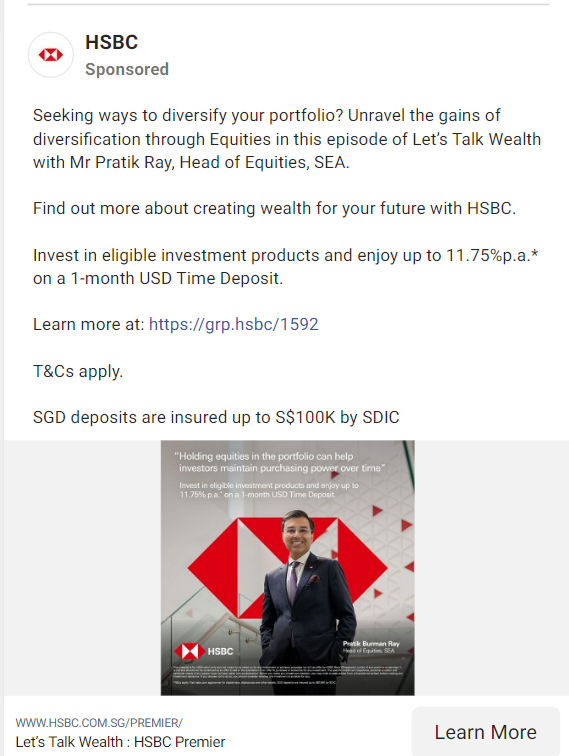 HSBC
Sponsored
Seeking ways to diversify your portfolio? Unravel the gains of
diversification through Equities in this episode of Let's Talk Wealth
with Mr Pratik Ray, Head of Equities, SEA.
Find out more about creating wealth for your future with HSBC.
Invest in eligible investment products and enjoy up to 11.75%p.a.*
on a 1-month USD Time Deposit.
Learn more at: https://grp.hsbc/1592
T&Cs apply.
SGD deposits are insured up to S$100K by SDIC
"Holding equities in the portfolio can help
investors maintain purchasing power over time"
Invest in eligible investment products and enjoy up to
11.75% p.a.* on a 1-month USD Time Deposit.
HSBC
Pratik Burman Ray
Head of Equities, SEA
WWW.HSBC.COM.SG/PREMIER/
Let's Talk Wealth : HSBC Premier
Learn More